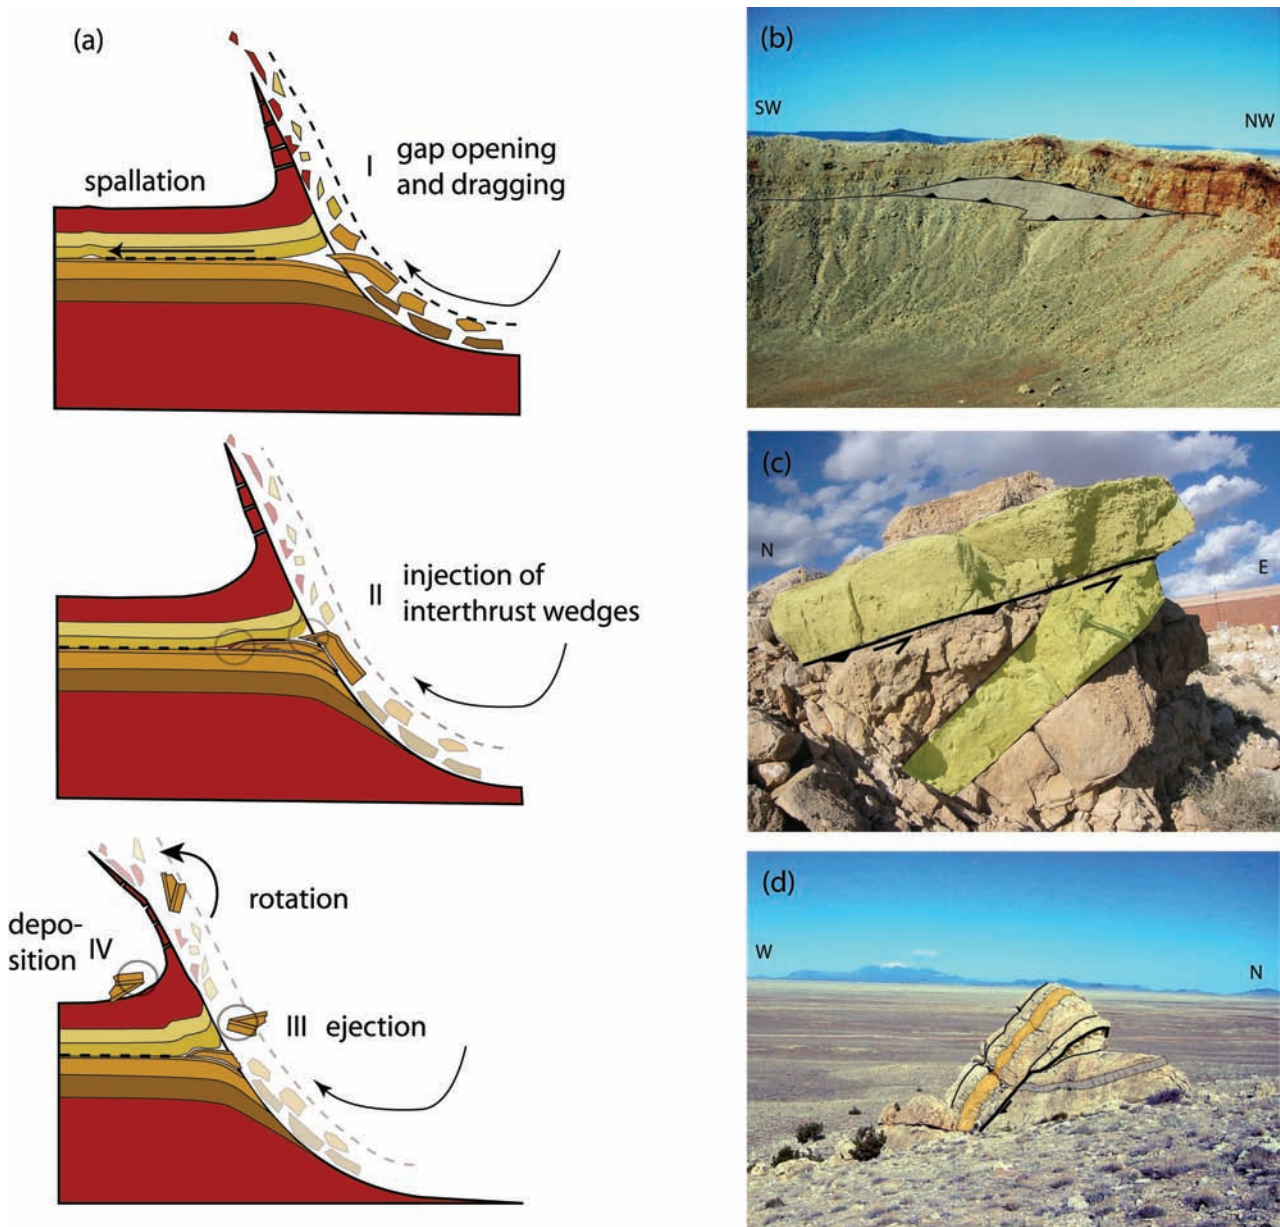 (a)
spallation
I
gap opening
and dragging
II
injection of
interthrust wedges
rotation
depo-
sition IV
III ejection
(b)
SW
NW
(c)
N
E
(d)
W
N